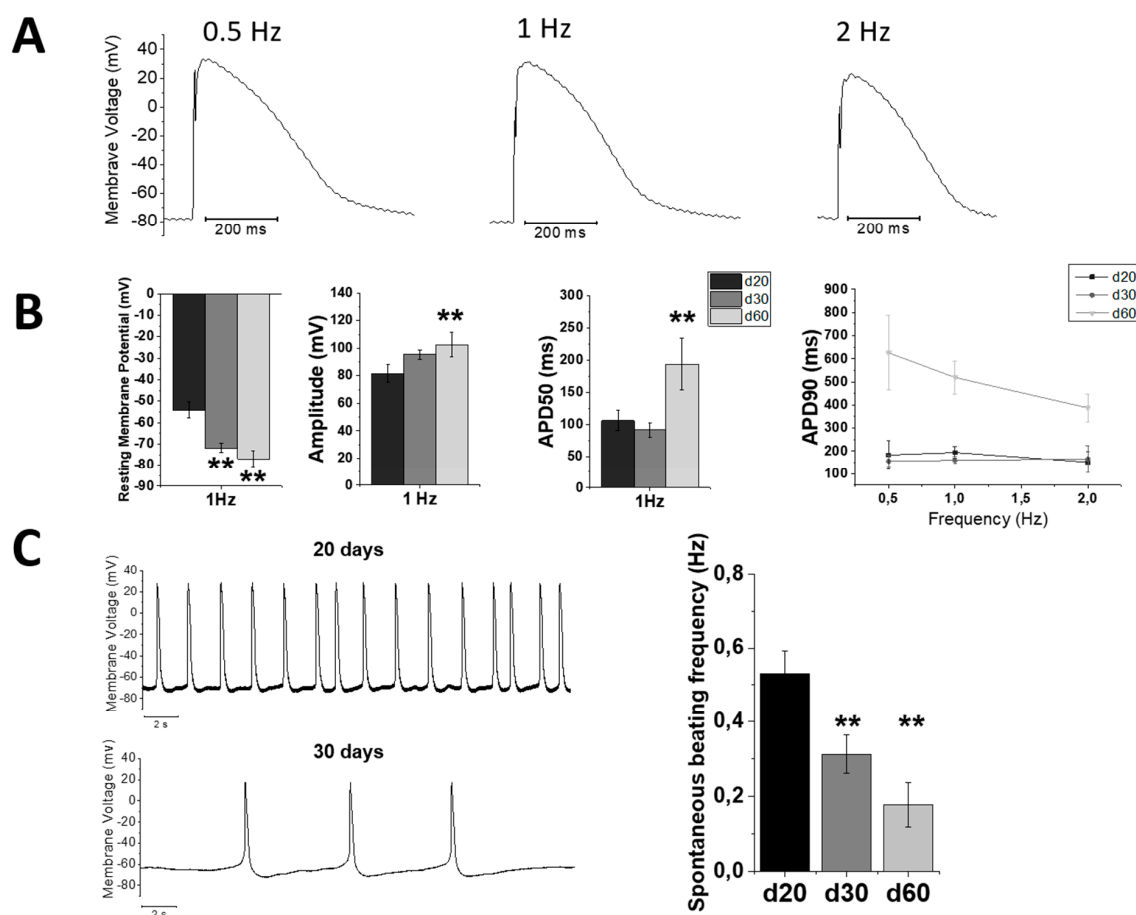 A
0.5 Hz
1 Hz
2 Hz
Membrave Voltage (mV)
40
20
0
-20
-40
-60
-80
200 ms
200 ms
200 ms
B
Resting Membrane Potential (mV)
0
-10
-20
-30
-40
-50
-60
-70
-80
-90
**
**
1Hz
Amplitude (mV)
140
120
100
80
60
40
20
0
**
1 Hz
APD50 (ms)
300
250
200
150
100
50
0
**
1Hz
d20
d30
d60
APD90 (ms)
900
800
700
600
500
400
300
200
100
0,5
1,0
1,5
2,0
Frequency (Hz)
d20
d30
d60
C
20 days
Membrane Voltage (mV)
40
20
0
-20
-40
-60
-80
2 s
30 days
Membrane Voltage (mv)
40
20
0
-20
-40
-60
-80
2 s
Spontaneous beating frequency (Hz)
0,8
0,6
0,4
0,2
0,0
**
**
d20
d30
d60